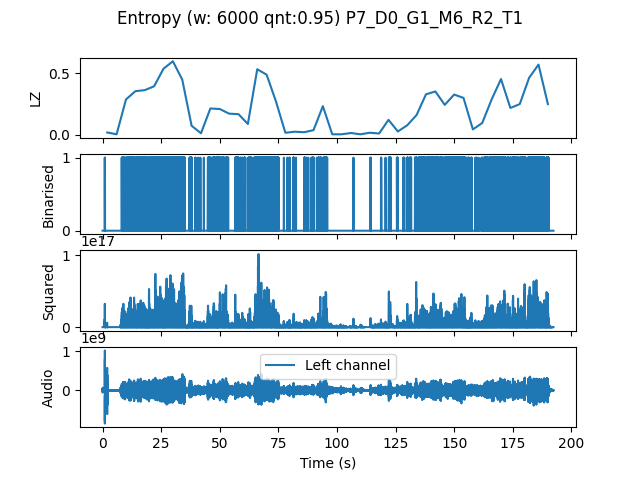 Entropy (w: 6000 qnt:0.95) P7_D0_G1_M6_R2_T1
0.5
0.0
LZ
1
0
Binarised
1e17
1
0
Squared
1e9
1
0
Audio
Left channel
0 25 50 75 100 125 150 175 200
Time (s)